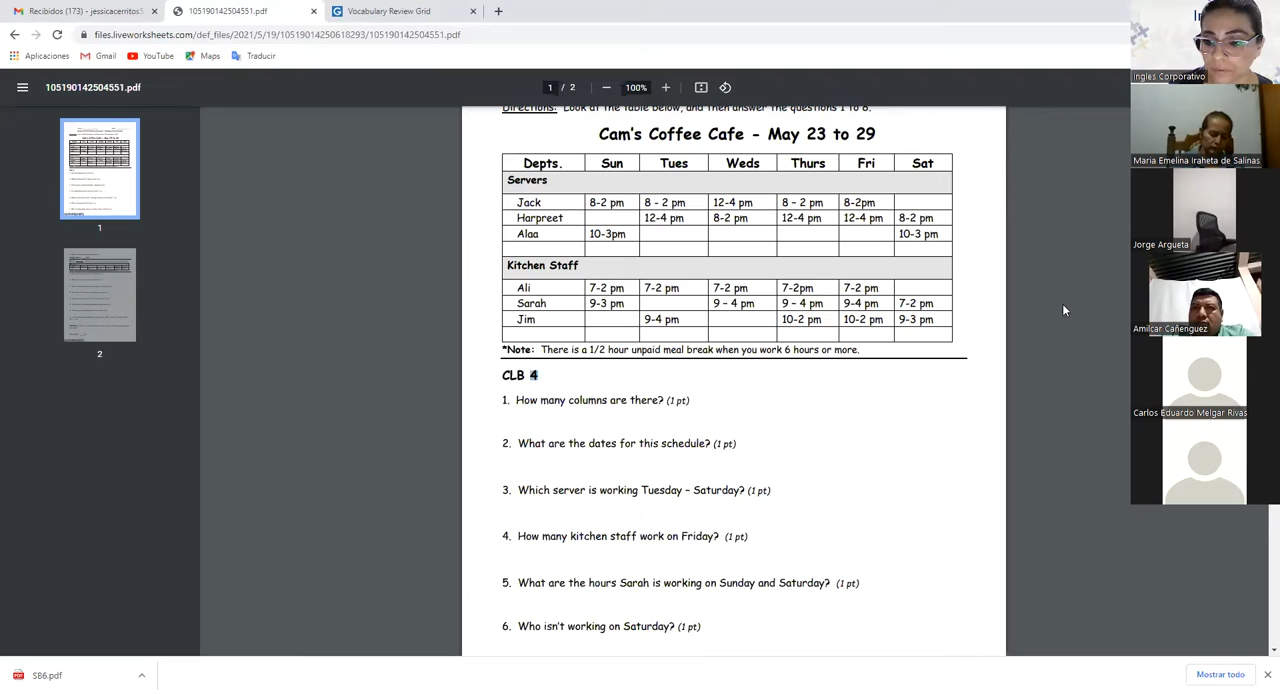 Recibidos (173) - jessicacerritos5
105190142504551.pdf
Vocabulary Review Grid
files.liveworksheets.com/def_files/2021/5/19/105190142506182​93/105190142504551.pdf
Aplicaciones Gmail YouTube Maps Traducir
105190142504551.pdf
1 / 2
100%
1
2
Directions: Look at the table below, and then answer the questions 1 to 8.
Cam's Coffee Cafe - May 23 to 29
Depts. Sun Tues Weds Thurs Fri Sat
Servers
Jack 8-2 pm 8 - 2 pm 12-4 pm 8 - 2 pm 8-2pm
Harpreet 12-4 pm 8-2 pm 12-4 pm 12-4 pm 8-2 pm
Alaa 10-3pm 10-3 pm
Kitchen Staff
Ali 7-2 pm 7-2 pm 7-2 pm 7-2pm 7-2 pm
Sarah 9-3 pm 9 - 4 pm 9 - 4 pm 9-4 pm 7-2 pm
Jim 9-4 pm 10-2 pm 10-2 pm 9-3 pm
*Note: There is a 1/2 hour unpaid meal break when you work 6 hours or more.
CLB 4
1. How many columns are there? (1 pt)
2. What are the dates for this schedule? (1 pt)
3. Which server is working Tuesday – Saturday? (1 pt)
4. How many kitchen staff work on Friday? (1 pt)
5. What are the hours Sarah is working on Sunday and Saturday? (1 pt)
6. Who isn't working on Saturday? (1 pt)
Ingles Corporativo
Maria Emelina Iraheta de Salinas
Jorge Argueta
Amilcar Cañenguez
Carlos Eduardo Melgar Rivas
SB6.pdf
Mostrar todo